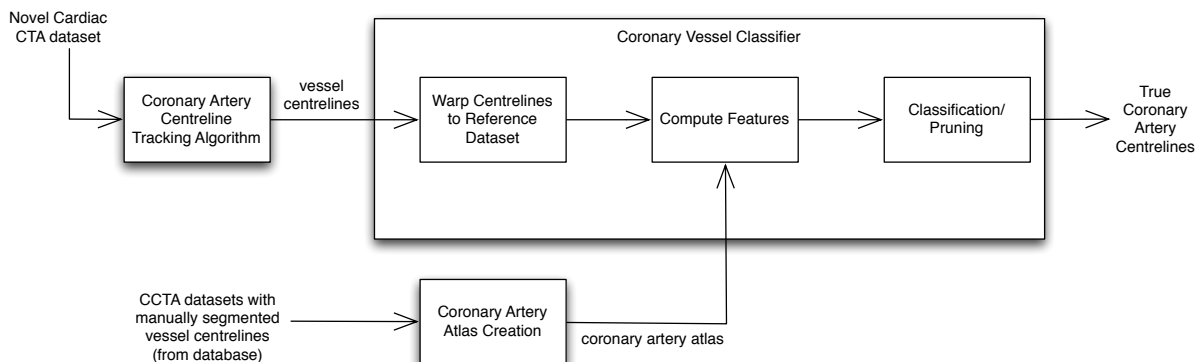 Novel Cardiac
CTA dataset
Coronary Vessel Classifier
Coronary Artery
Centreline
Tracking Algorithm
vessel
centrelines
Warp Centrelines
to Reference
Dataset
Compute Features
Classification/
Pruning
True
Coronary
Artery
Centrelines
CCTA datasets with
manually segmented
vessel centrelines
(from database)
Coronary Artery
Atlas Creation
coronary artery atlas